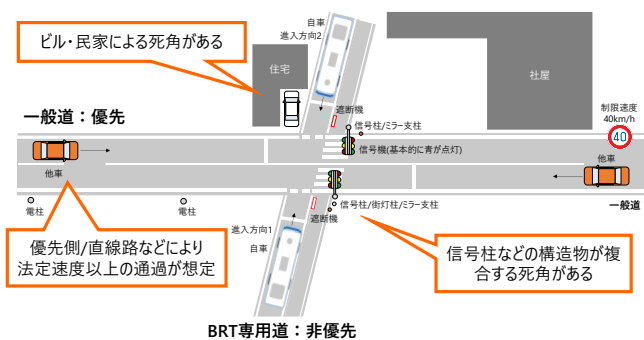 ビル・民家による死角がある
自車
進入方向2
住宅
社屋
遮断機
制限速度
40km/h
40
一般道：優先
信号柱/ミラー支柱
信号機(基本的に青が点灯)
他車
他車
電柱
電柱
信号柱/街灯柱/ミラー支柱
遮断機
一般道
進入方向1
自車
優先側/直線路などにより
法定速度以上の通過が想定
信号柱などの構造物が複
合する死角がある
BRT専用道：非優先